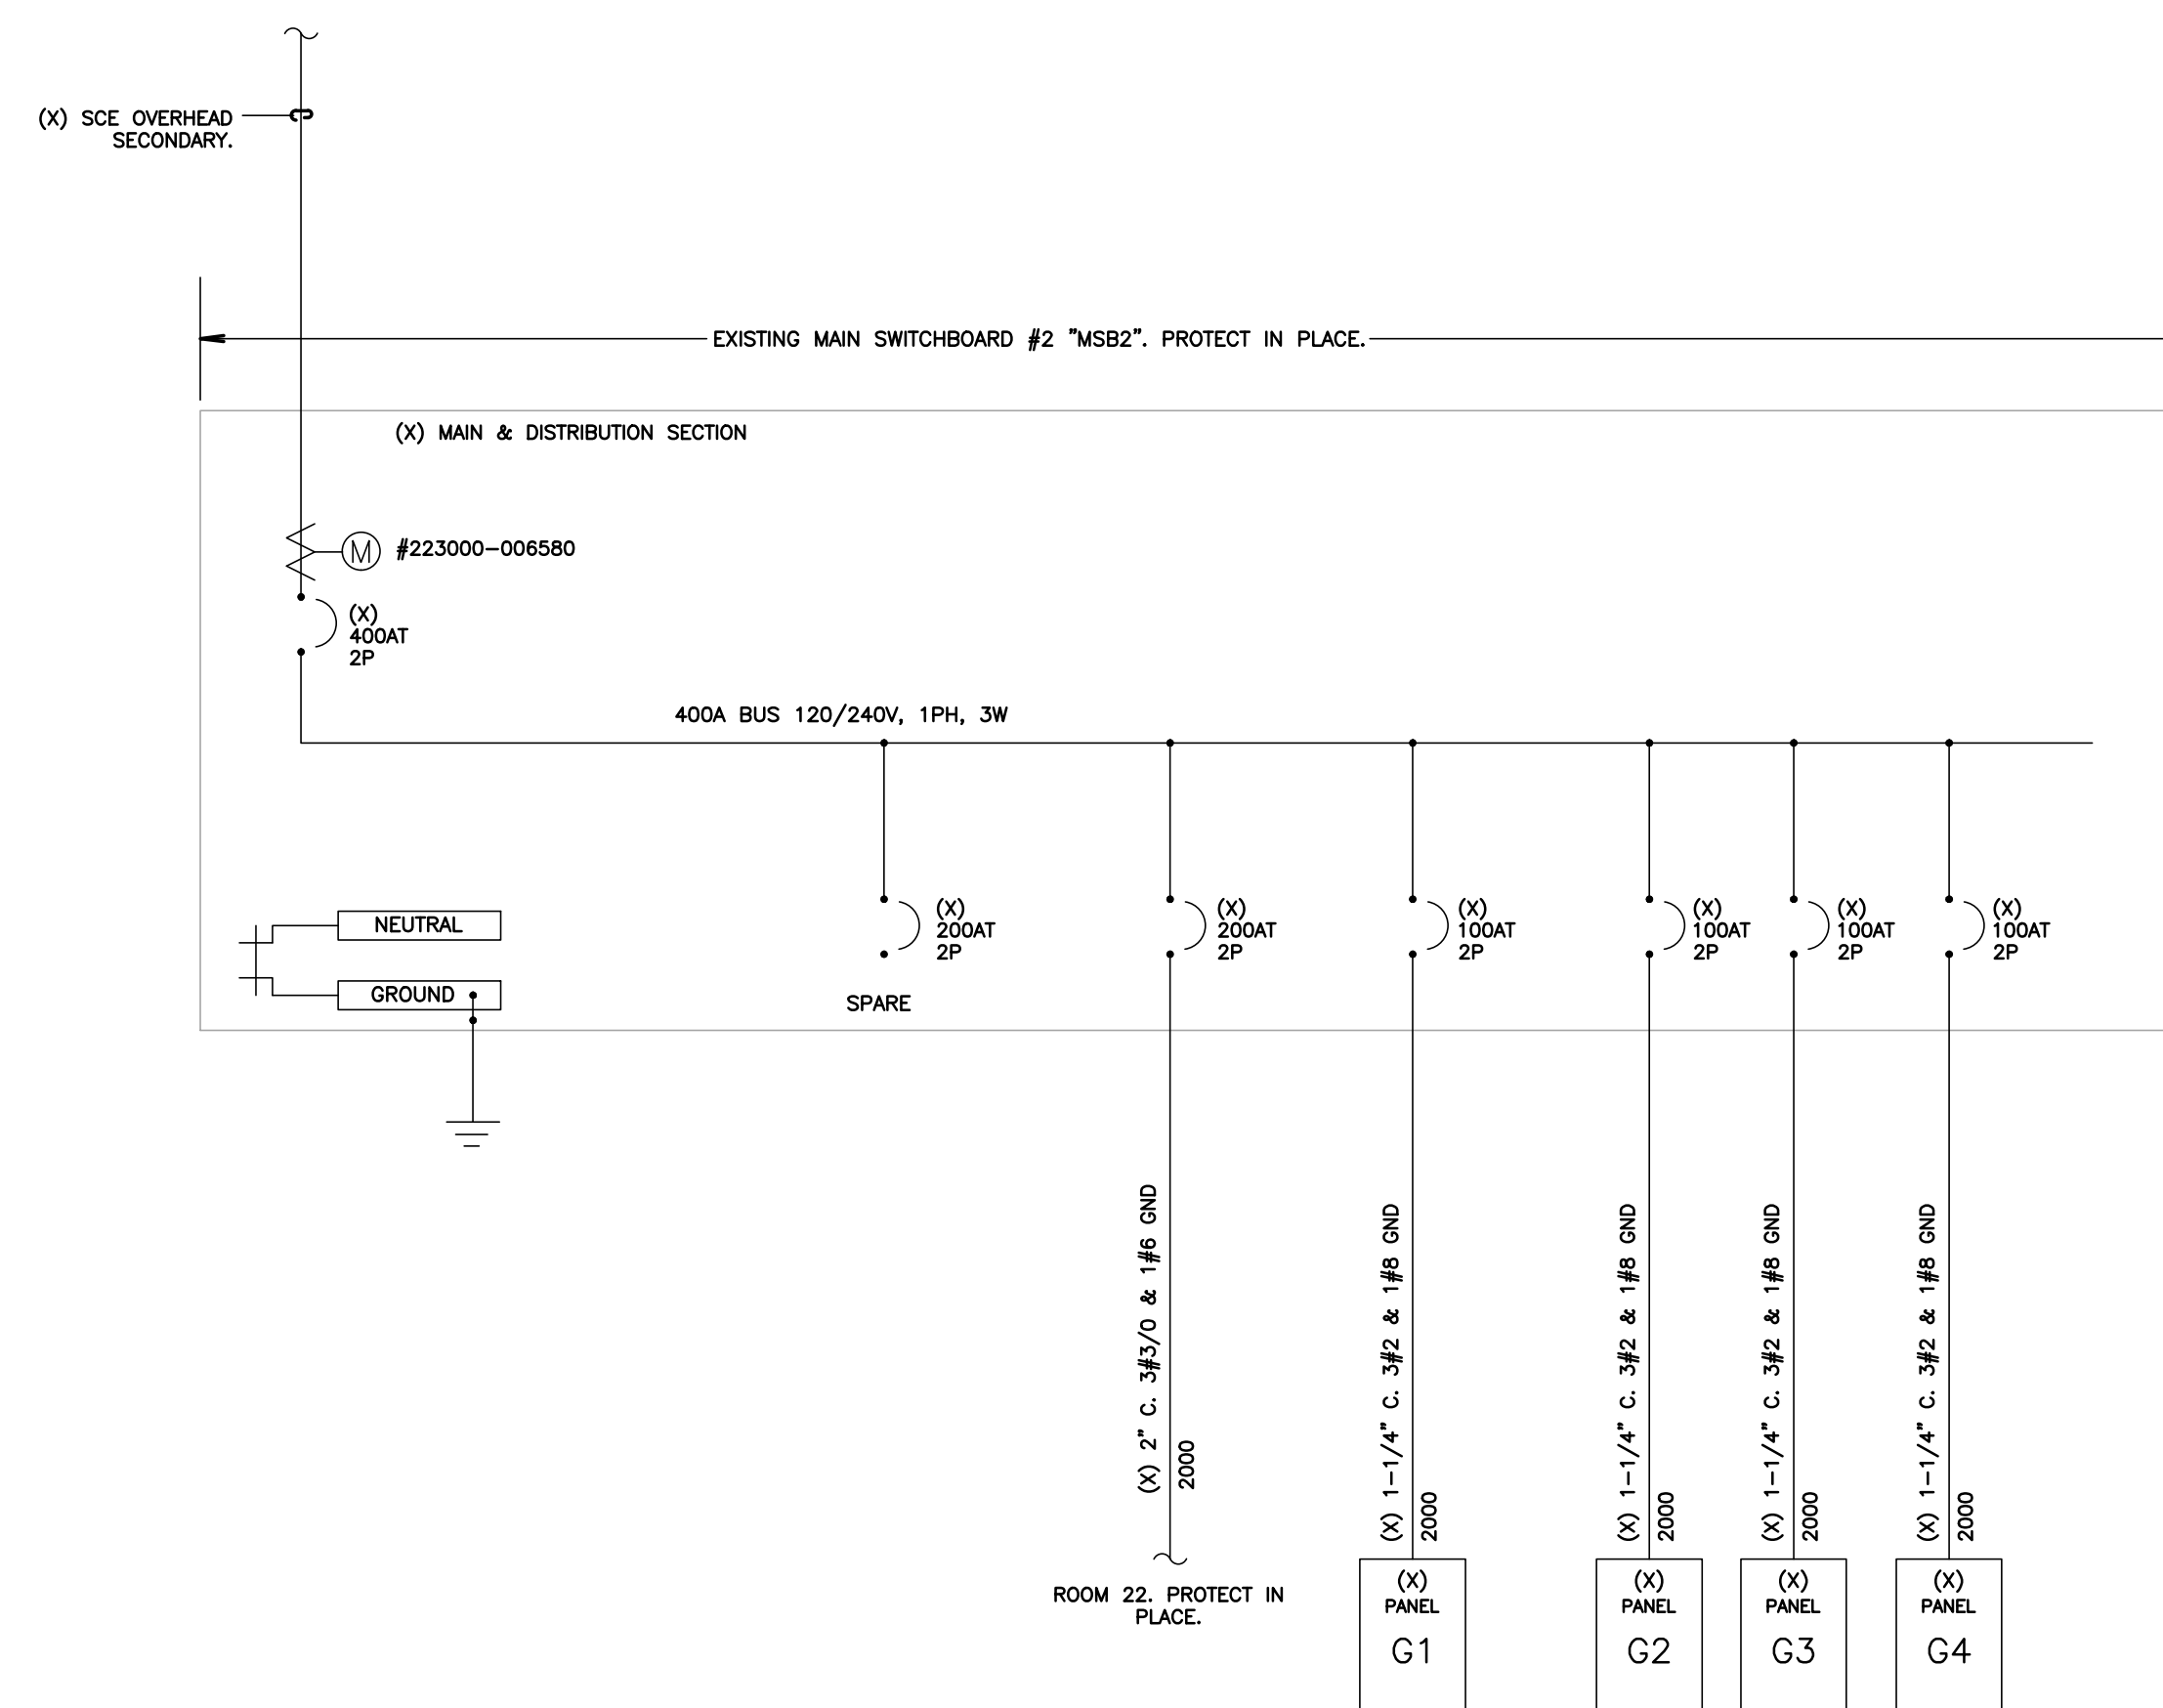 (X) SCE OVERHEAD
SECONDARY.
EXISTING MAIN SWITCHBOARD #2 "MSB2". PROTECT IN PLACE.
(X) MAIN & DISTRIBUTION SECTION
M #223000-006580
(X)
400AT
2P
400A BUS 120/240V, 1PH, 3W
NEUTRAL
GROUND
(X)
200AT
2P
SPARE
(X)
200AT
2P
(X)
100AT
2P
(X)
100AT
2P
(X)
100AT
2P
(X)
100AT
2P
(X) 2" C. 3#3/0 & 1#6 GND
2000
(X) 1-1/4" C. 3#2 & 1#8 GND
2000
(X) 1-1/4" C. 3#2 & 1#8 GND
2000
(X) 1-1/4" C. 3#2 & 1#8 GND
2000
(X) 1-1/4" C. 3#2 & 1#8 GND
2000
ROOM 22. PROTECT IN
PLACE.
(X)
PANEL
G1
(X)
PANEL
G2
(X)
PANEL
G3
(X)
PANEL
G4